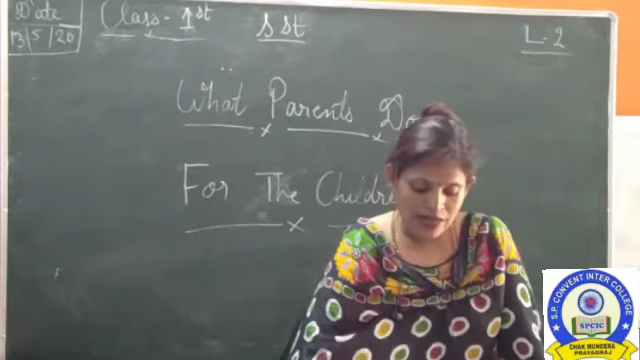 Date
13/5/20
Class - 1st
SSt
L-2
What Parents Do
For The Childre
S.P. CONVENT INTER COLLEGE
SPCIC
CHAK MUNDERA
PRAYAGRAJ